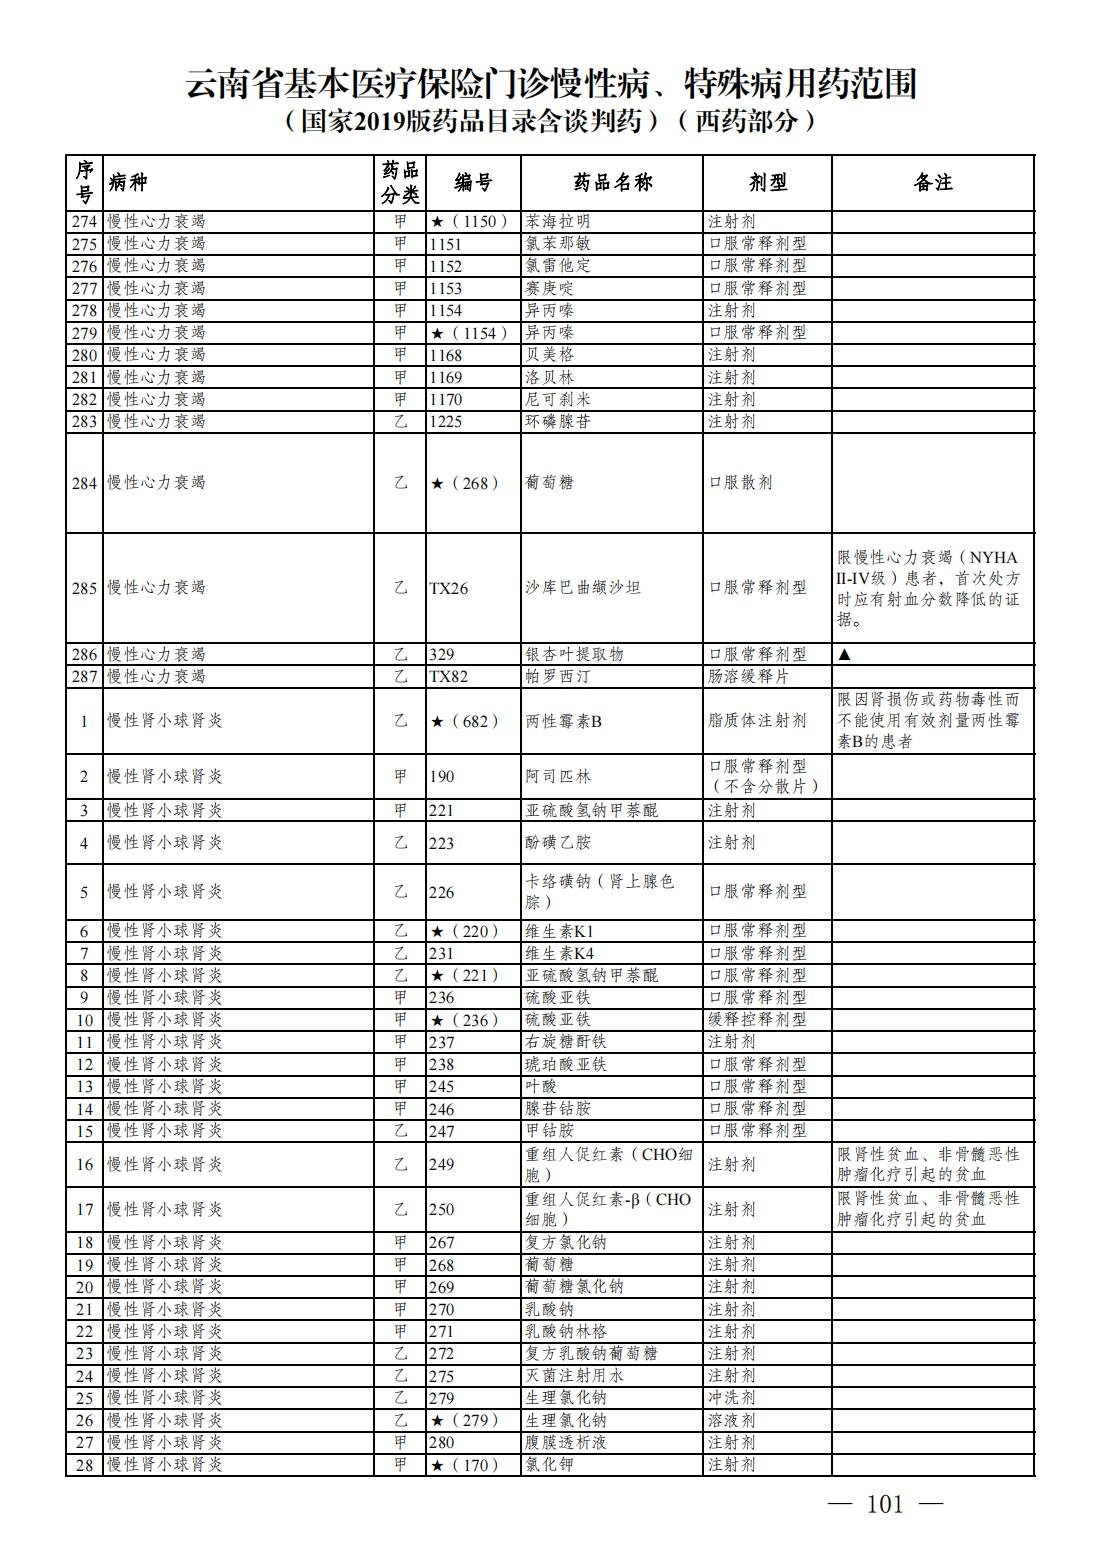 云南省基本医疗保险门诊慢性病、特殊病用药范围
（国家2019版药品目录含谈判药）（西药部分）
序号 病种 药品分类 编号 药品名称 剂型 备注
274 慢性心力衰竭 甲 ★（1150） 苯海拉明 注射剂
275 慢性心力衰竭 甲 1151 氯苯那敏 口服常释剂型
276 慢性心力衰竭 甲 1152 氯雷他定 口服常释剂型
277 慢性心力衰竭 甲 1153 赛庚啶 口服常释剂型
278 慢性心力衰竭 甲 1154 异丙嗪 注射剂
279 慢性心力衰竭 甲 ★（1154） 异丙嗪 口服常释剂型
280 慢性心力衰竭 甲 1168 贝美格 注射剂
281 慢性心力衰竭 甲 1169 洛贝林 注射剂
282 慢性心力衰竭 甲 1170 尼可刹米 注射剂
283 慢性心力衰竭 乙 1225 环磷腺苷 注射剂
284 慢性心力衰竭 乙 ★（268） 葡萄糖 口服散剂
285 慢性心力衰竭 乙 TX26 沙库巴曲缬沙坦 口服常释剂型 限慢性心力衰竭（NYHA
II-IV级）患者，首次处方
时应有射血分数降低的证
据。
286 慢性心力衰竭 乙 329 银杏叶提取物 口服常释剂型 ▲
287 慢性心力衰竭 乙 TX82 帕罗西汀 肠溶缓释片
1 慢性肾小球肾炎 乙 ★（682） 两性霉素B 脂质体注射剂 限因肾损伤或药物毒性而
不能使用有效剂量两性霉
素B的患者
2 慢性肾小球肾炎 甲 190 阿司匹林 口服常释剂型
（不含分散片）
3 慢性肾小球肾炎 甲 221 亚硫酸氢钠甲萘醌 注射剂
4 慢性肾小球肾炎 乙 223 酚磺乙胺 注射剂
5 慢性肾小球肾炎 乙 226 卡络磺钠（肾上腺色
腙） 口服常释剂型
6 慢性肾小球肾炎 乙 ★（220） 维生素K1 口服常释剂型
7 慢性肾小球肾炎 乙 231 维生素K4 口服常释剂型
8 慢性肾小球肾炎 乙 ★（221） 亚硫酸氢钠甲萘醌 口服常释剂型
9 慢性肾小球肾炎 甲 236 硫酸亚铁 口服常释剂型
10 慢性肾小球肾炎 甲 ★（236） 硫酸亚铁 缓释控释剂型
11 慢性肾小球肾炎 甲 237 右旋糖酐铁 注射剂
12 慢性肾小球肾炎 甲 238 琥珀酸亚铁 口服常释剂型
13 慢性肾小球肾炎 甲 245 叶酸 口服常释剂型
14 慢性肾小球肾炎 甲 246 腺苷钴胺 口服常释剂型
15 慢性肾小球肾炎 乙 247 甲钴胺 口服常释剂型
16 慢性肾小球肾炎 乙 249 重组人促红素（CHO细
胞） 注射剂 限肾性贫血、非骨髓恶性
肿瘤化疗引起的贫血
17 慢性肾小球肾炎 乙 250 重组人促红素-β（CHO
细胞） 注射剂 限肾性贫血、非骨髓恶性
肿瘤化疗引起的贫血
18 慢性肾小球肾炎 甲 267 复方氯化钠 注射剂
19 慢性肾小球肾炎 甲 268 葡萄糖 注射剂
20 慢性肾小球肾炎 甲 269 葡萄糖氯化钠 注射剂
21 慢性肾小球肾炎 甲 270 乳酸钠 注射剂
22 慢性肾小球肾炎 甲 271 乳酸钠林格 注射剂
23 慢性肾小球肾炎 乙 272 复方乳酸钠葡萄糖 注射剂
24 慢性肾小球肾炎 乙 275 灭菌注射用水 注射剂
25 慢性肾小球肾炎 乙 279 生理氯化钠 冲洗剂
26 慢性肾小球肾炎 乙 ★（279） 生理氯化钠 溶液剂
27 慢性肾小球肾炎 甲 280 腹膜透析液 注射剂
28 慢性肾小球肾炎 甲 ★（170） 氯化钾 注射剂
— 101 —